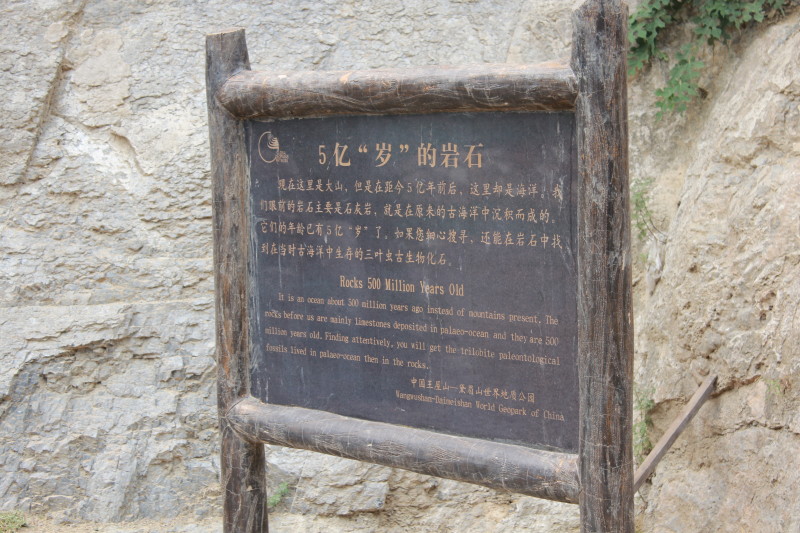 5亿“岁”的岩石
现在这里是大山，但是在距今5亿年前后，这里却是海洋。我
们眼前的岩石主要是石灰岩，就是在原来的古海洋中沉积而成的，
它们的年龄已有5亿“岁”了，如果您细心搜寻，还能在岩石中找
到在当时古海洋中生存的三叶虫古生物化石。
Rocks 500 Million Years Old
It is an ocean about 500 million years ago instead of mountains present. The
rocks before us are mainly limestones deposited in palaeo-ocean and they are 500
million years old. Finding attentively, you will get the trilobite paleontological
fossils lived in palaeo-ocean then in the rocks.
中国王屋山—黛眉山世界地质公园
Wangwushan-Daimeishan World Geopark of China